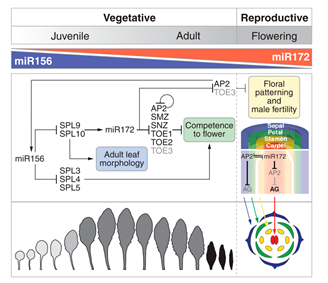 Vegetative
Reproductive
Juvenile
Adult
Flowering
miR156
miR172
AP2
TOE3
Floral
patterning
and
male fertility
AP2
SMZ
SNZ
TOE1
TOE2
TOE3
SPL9
SPL10
miR172
Competence
to flower
Sepal
Petal
Stamen
Carpel
Adult leaf
morphology
miR156
SPL3
SPL4
SPL5
AP2
miR172
AP2
AG
AG